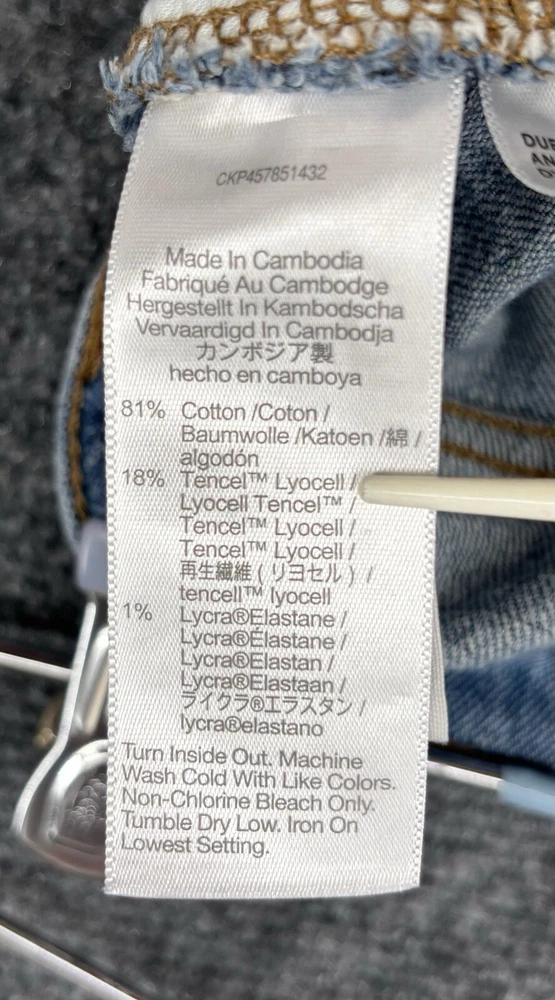 CKP457851432
Made In Cambodia
Fabriqué Au Cambodge
Hergestellt In Kambodscha
Vervaardigd In Cambodja
カンボジア製
hecho en camboya
81% Cotton /Coton /
Baumwolle /Katoen /綿 /
algodón
18% Tencel™ Lyocell /
Lyocell Tencel™ /
Tencel™ Lyocell /
Tencel™ Lyocell /
再生繊維 ( リヨセル ) /
tencell™ lyocell
1% Lycra®Elastane /
Lycra®Élastane /
Lycra®Elastan /
Lycra®Elastaan /
ライクラ®エラスタン /
lycra®elastano
Turn Inside Out. Machine
Wash Cold With Like Colors.
Non-Chlorine Bleach Only.
Tumble Dry Low. Iron On
Lowest Setting.